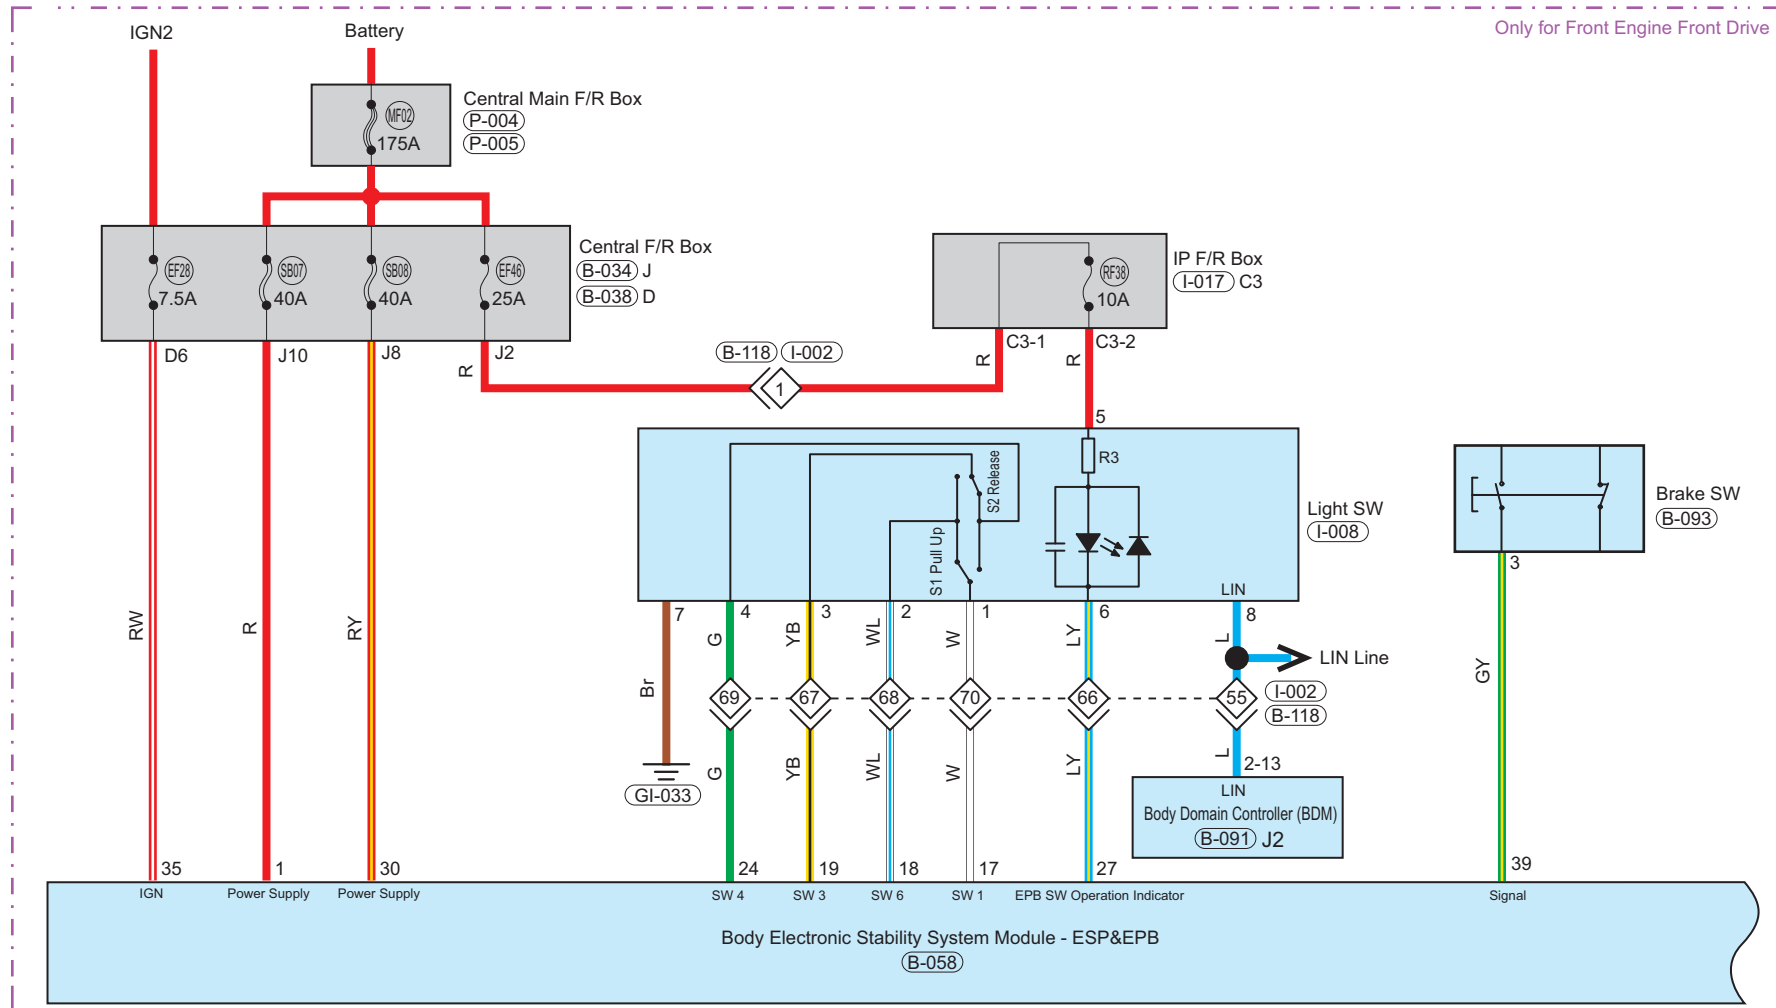 Only for Front Engine Front Drive
IGN2
Battery
Central Main F/R Box
MF02
P-004
175A
P-005
Central F/R Box
IP F/R Box
EF28
SB07
SB08
EF46
B-034 J
RF38
I-017 C3
7.5A
40A
40A
25A
B-038 D
10A
D6
J10
J8
J2
R
B-118 I-002
R
C3-1
R
C3-2
1
5
R3
S2 Release
S1 Pull Up
Light SW
I-008
Brake SW
B-093
LIN
3
7
4
3
2
1
6
8
RW
R
RY
G
YB
WL
W
LY
L
LIN Line
Br
69
67
68
70
66
55
I-002
B-118
GY
G
YB
WL
W
LY
L
2-13
GI-033
LIN
Body Domain Controller (BDM)
B-091 J2
35
1
30
24
19
18
17
27
39
IGN
Power Supply
Power Supply
SW 4
SW 3
SW 6
SW 1
EPB SW Operation Indicator
Signal
Body Electronic Stability System Module - ESP&EPB
B-058